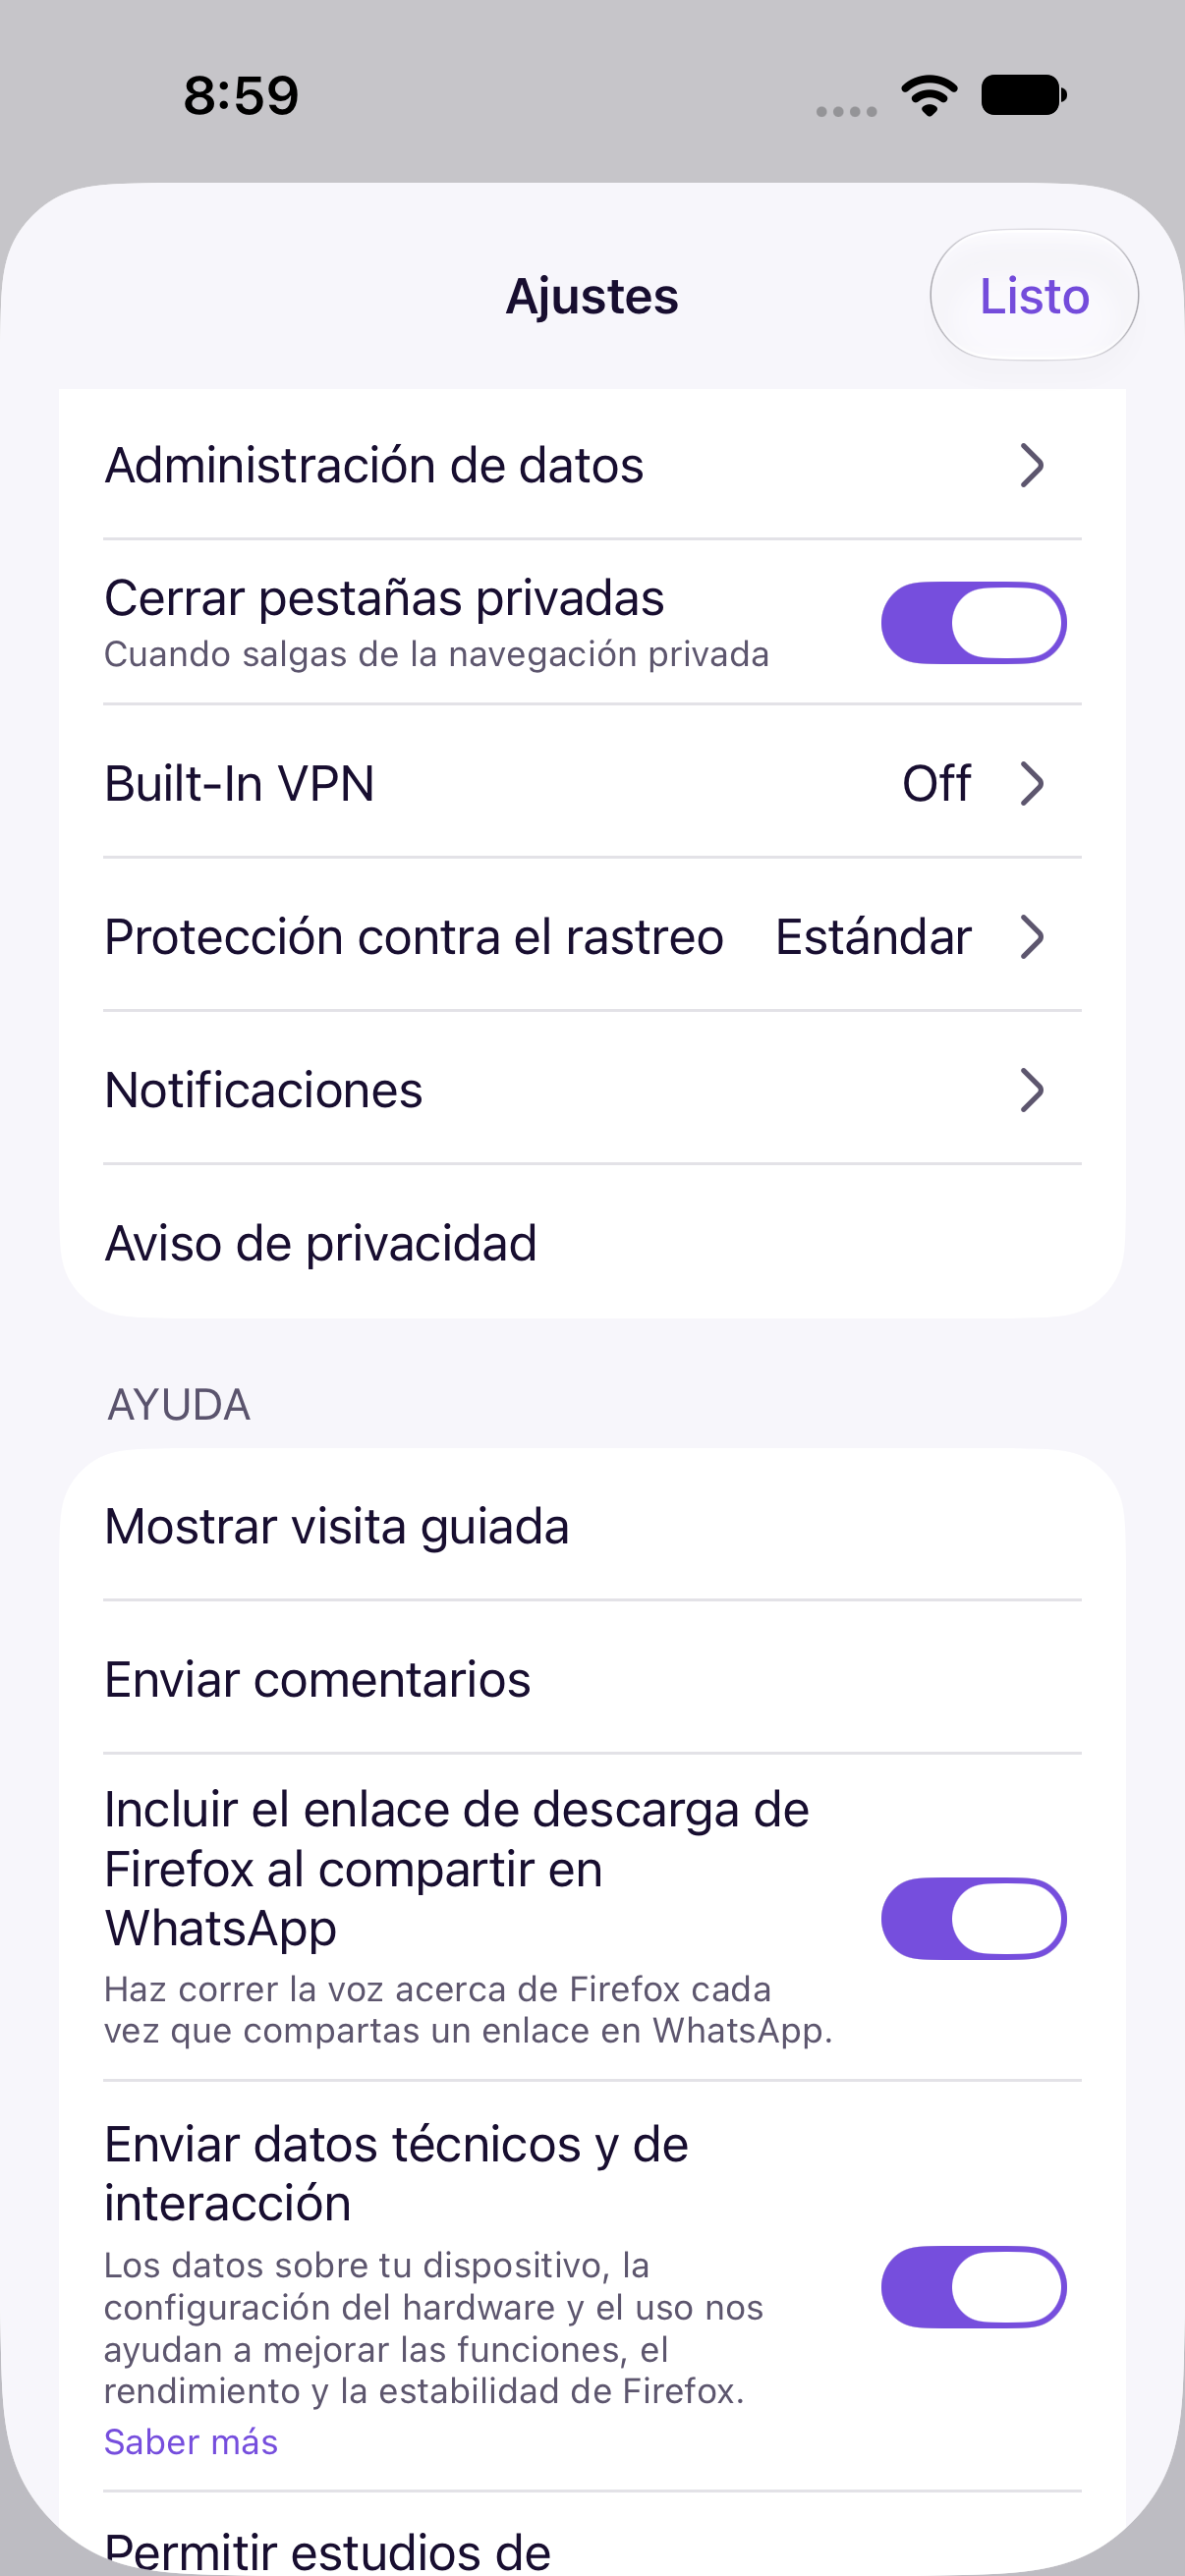 8:59
Ajustes
Listo
Administración de datos
Cerrar pestañas privadas
Cuando salgas de la navegación privada
Built-In VPN
Off
Protección contra el rastreo
Estándar
Notificaciones
Aviso de privacidad
AYUDA
Mostrar visita guiada
Enviar comentarios
Incluir el enlace de descarga de
Firefox al compartir en
WhatsApp
Haz correr la voz acerca de Firefox cada
vez que compartas un enlace en WhatsApp.
Enviar datos técnicos y de
interacción
Los datos sobre tu dispositivo, la
configuración del hardware y el uso nos
ayudan a mejorar las funciones, el
rendimiento y la estabilidad de Firefox.
Saber más
Permitir estudios de